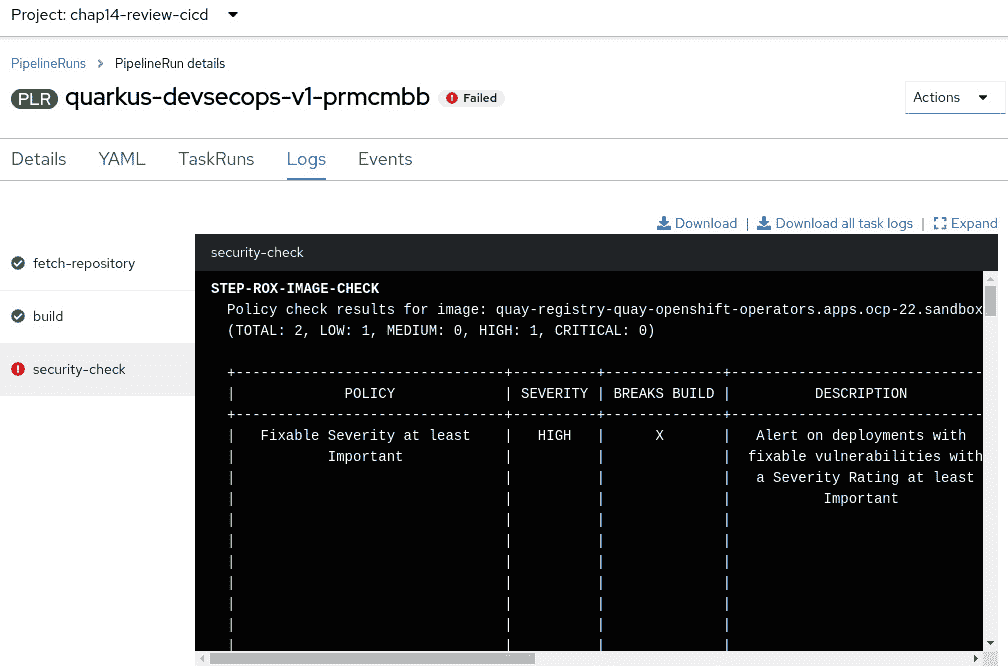 Project: chap14-review-cicd
PipelineRuns > PipelineRun details
PLR quarkus-devsecops-v1-prmcmbb Failed
Actions
Details YAML TaskRuns Logs Events
Download | Download all task logs | Expand
fetch-repository
build
security-check
security-check
STEP-ROX-IMAGE-CHECK
Policy check results for image: quay-registry-quay-openshift-operators.apps.ocp-22.sandbox
(TOTAL: 2, LOW: 1, MEDIUM: 0, HIGH: 1, CRITICAL: 0)
POLICY | SEVERITY | BREAKS BUILD | DESCRIPTION
Fixable Severity at least | HIGH | X | Alert on deployments with
Important | | | fixable vulnerabilities with
a Severity Rating at least
Important